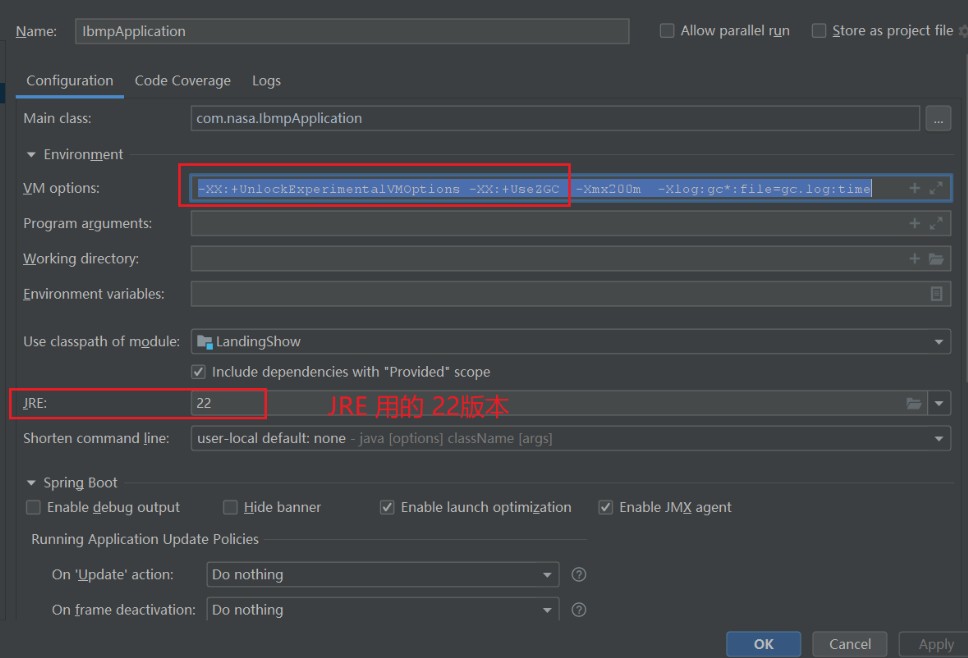 Name: IbmpApplication Allow parallel run Store as project file
Configuration Code Coverage Logs
Main class: com.nasa.IbmpApplication ...
Environment
VM options: -XX:+UnlockExperimentalVMOptions -XX:+UseZGC -Xmx200m -Xlog:gc*:file=gc.log:time
Program arguments:
Working directory:
Environment variables:
Use classpath of module: LandingShow
Include dependencies with "Provided" scope
JRE: 22 JRE 用的 22版本
Shorten command line: user-local default: none - java [options] className [args]
Spring Boot
Enable debug output Hide banner Enable launch optimization Enable JMX agent
Running Application Update Policies
On 'Update' action: Do nothing
On frame deactivation: Do nothing
OK Cancel Apply